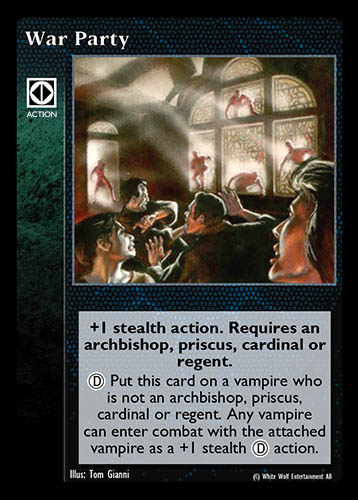 War Party
ACTION
+1 stealth action. Requires an
archbishop, priscus, cardinal or
regent.
Ⓓ Put this card on a vampire who
is not an archbishop, priscus,
cardinal or regent. Any vampire
can enter combat with the attached
vampire as a +1 stealth Ⓓ action.
Illus: Tom Gianni
(C) White Wolf Entertainment AB